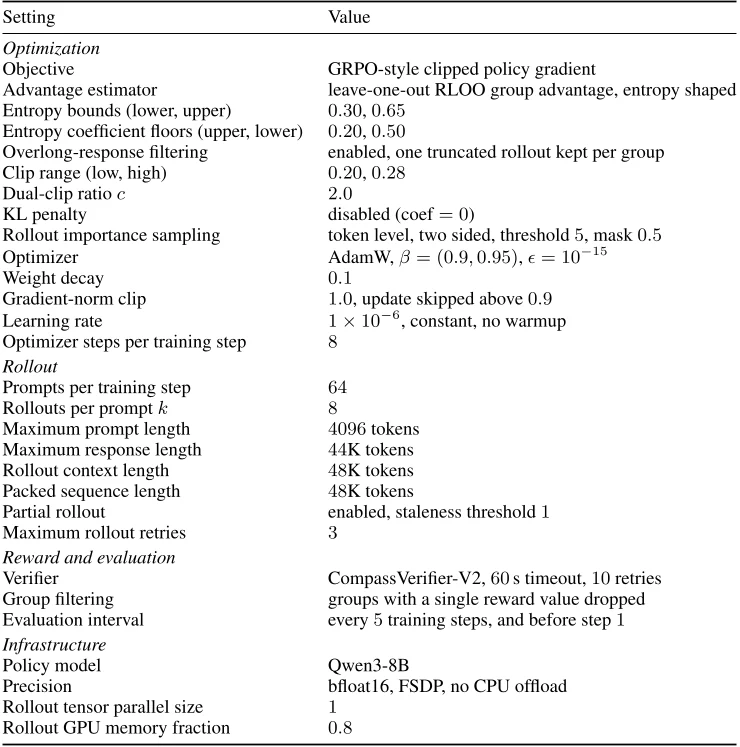 Setting Value
Optimization
Objective GRPO-style clipped policy gradient
Advantage estimator leave-one-out RLOO group advantage, entropy shaped
Entropy bounds (lower, upper) 0.30, 0.65
Entropy coefficient floors (upper, lower) 0.20, 0.50
Overlong-response filtering enabled, one truncated rollout kept per group
Clip range (low, high) 0.20, 0.28
Dual-clip ratio c 2.0
KL penalty disabled (coef = 0)
Rollout importance sampling token level, two sided, threshold 5, mask 0.5
Optimizer AdamW, β = (0.9, 0.95), ϵ = 10⁻¹⁵
Weight decay 0.1
Gradient-norm clip 1.0, update skipped above 0.9
Learning rate 1 × 10⁻⁶, constant, no warmup
Optimizer steps per training step 8
Rollout
Prompts per training step 64
Rollouts per prompt k 8
Maximum prompt length 4096 tokens
Maximum response length 44K tokens
Rollout context length 48K tokens
Packed sequence length 48K tokens
Partial rollout enabled, staleness threshold 1
Maximum rollout retries 3
Reward and evaluation
Verifier CompassVerifier-V2, 60 s timeout, 10 retries
Group filtering groups with a single reward value dropped
Evaluation interval every 5 training steps, and before step 1
Infrastructure
Policy model Qwen3-8B
Precision bfloat16, FSDP, no CPU offload
Rollout tensor parallel size 1
Rollout GPU memory fraction 0.8